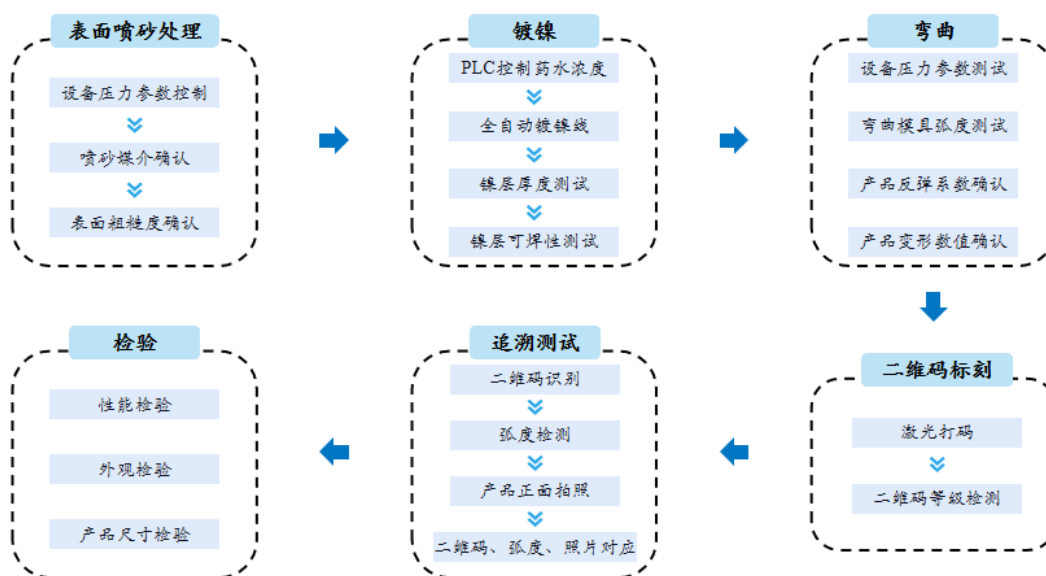 表面喷砂处理
设备压力参数控制
喷砂媒介确认
表面粗糙度确认
镀镍
PLC控制药水浓度
全自动镀镍线
镍层厚度测试
镍层可焊性测试
弯曲
设备压力参数测试
弯曲模具弧度测试
产品反弹系数确认
产品变形数值确认
二维码标刻
激光打码
二维码等级检测
追溯测试
二维码识别
弧度检测
产品正面拍照
二维码、弧度、照片对应
检验
性能检验
外观检验
产品尺寸检验